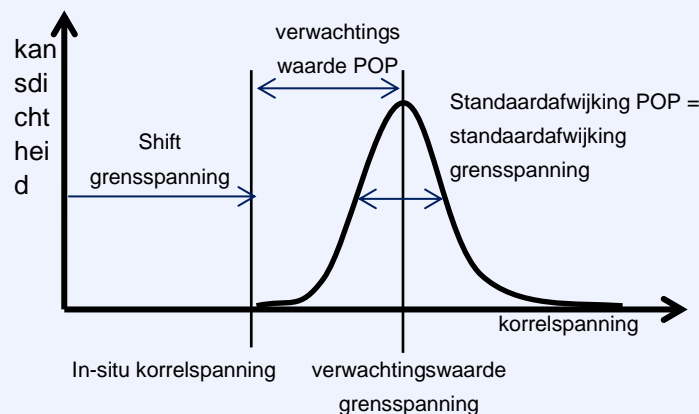 kan
sdi
cht
hei
d
verwachtings
waarde POP
Shift
grensspanning
Standaardafwijking POP =
standaardafwijking
grensspanning
korrelspanning
In-situ korrelspanning
verwachtingswaarde
grensspanning